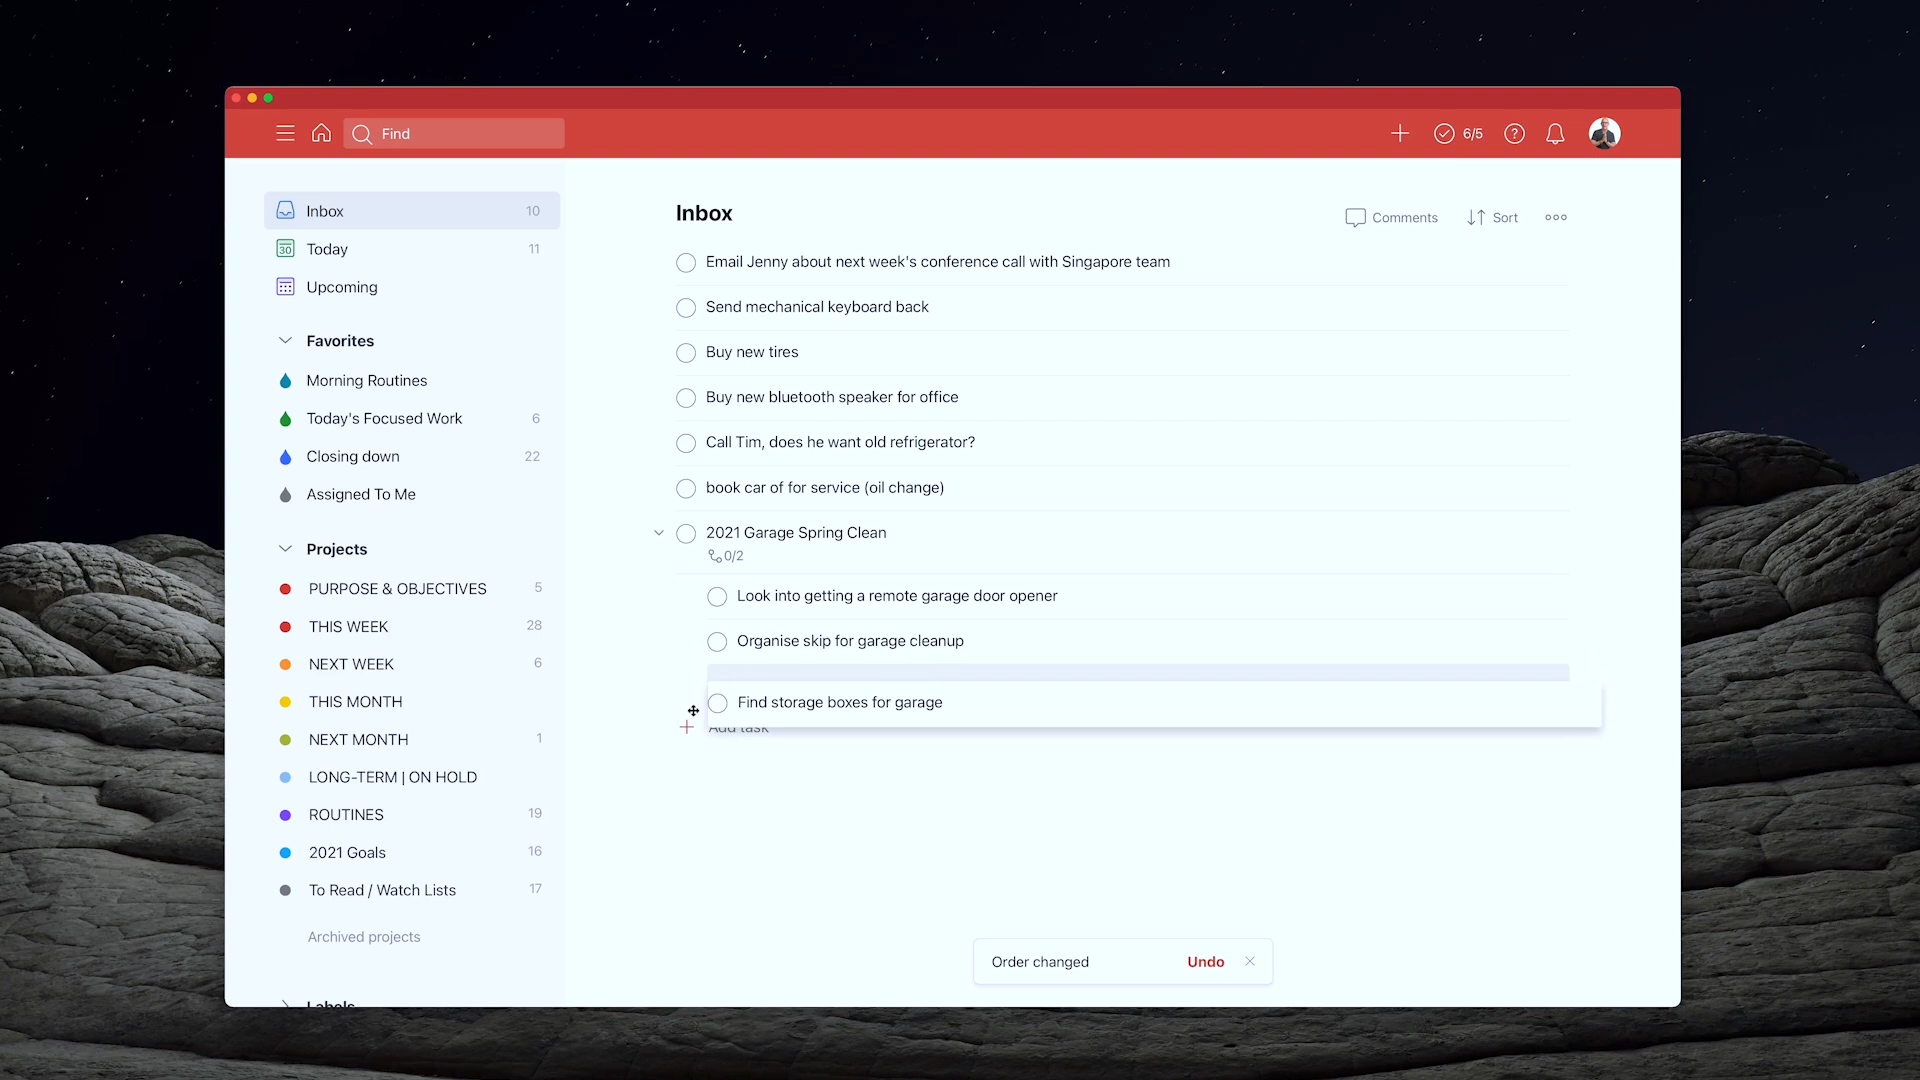 Find
6/5
Inbox 10
30 Today 11
Upcoming
Favorites
Morning Routines
Today's Focused Work 6
Closing down 22
Assigned To Me
Projects
PURPOSE & OBJECTIVES 5
THIS WEEK 28
NEXT WEEK 6
THIS MONTH
NEXT MONTH 1
LONG-TERM | ON HOLD
ROUTINES 19
2021 Goals 16
To Read / Watch Lists 17
Archived projects
Labels
Inbox
Comments Sort
Email Jenny about next week's conference call with Singapore team
Send mechanical keyboard back
Buy new tires
Buy new bluetooth speaker for office
Call Tim, does he want old refrigerator?
book car of for service (oil change)
2021 Garage Spring Clean
0/2
Look into getting a remote garage door opener
Organise skip for garage cleanup
Find storage boxes for garage
Add task
Order changed Undo